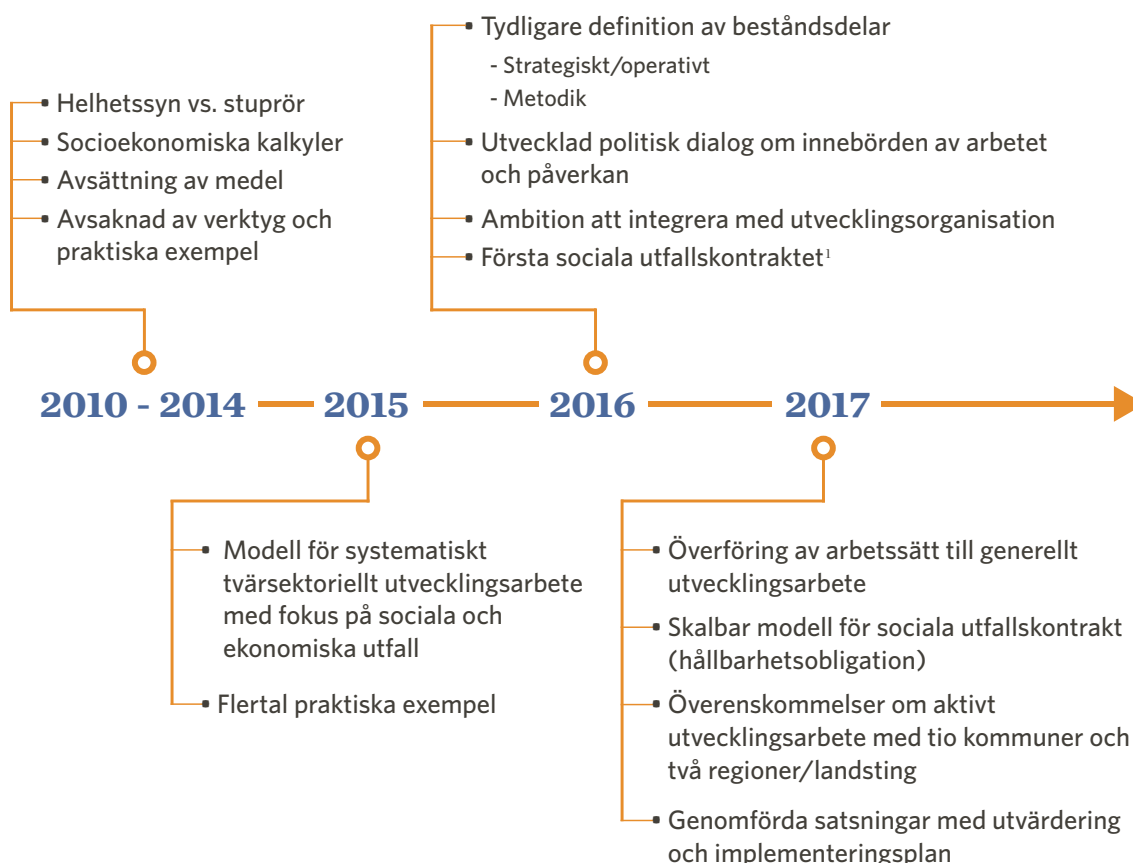 Helhetssyn vs. stuprör
Socioekonomiska kalkyler
Avsättning av medel
Avsaknad av verktyg och
praktiska exempel
Tydligare definition av beståndsdelar
- Strategiskt/operativt
- Metodik
Utvecklad politisk dialog om innebörden av arbetet
och påverkan
Ambition att integrera med utvecklingsorganisation
Första sociala utfallskontraktet¹
2010 - 2014 2015 2016 2017
Modell för systematiskt
tvärsektoriellt utvecklingsarbete
med fokus på sociala och
ekonomiska utfall
Flertal praktiska exempel
Överföring av arbetssätt till generellt
utvecklingsarbete
Skalbar modell för sociala utfallskontrakt
(hållbarhetsobligation)
Överenskommelser om aktivt
utvecklingsarbete med tio kommuner och
två regioner/landsting
Genomförda satsningar med utvärdering
och implementeringsplan